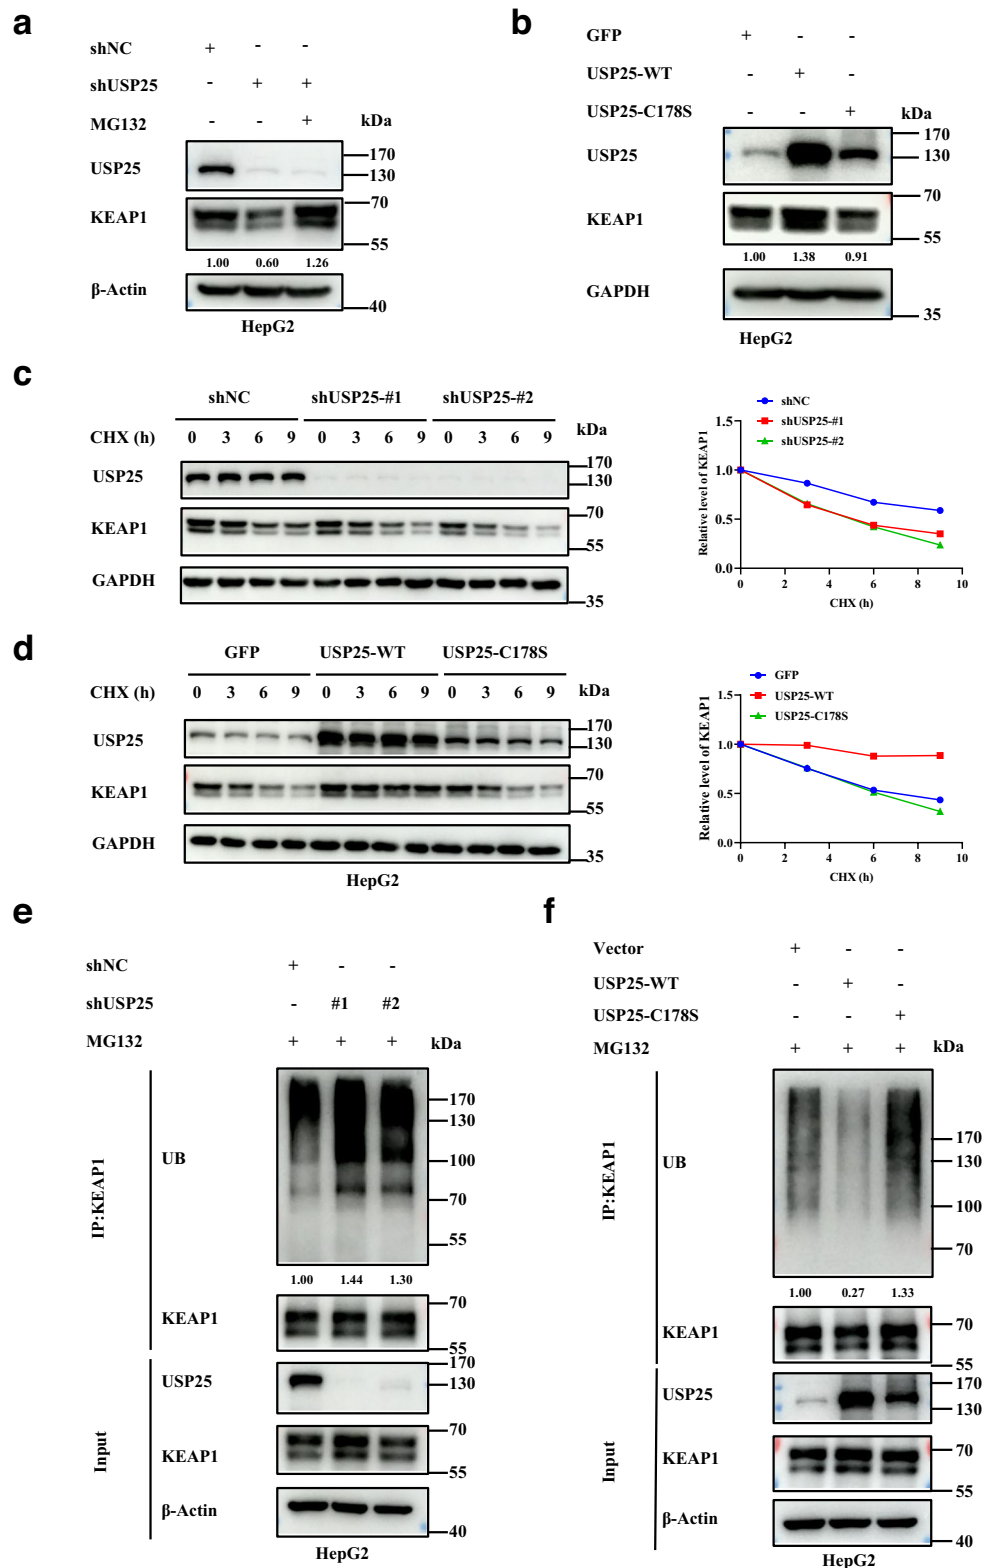 a
shNC + - -
shUSP25 - + +
MG132 - - + kDa
USP25 170
130
KEAP1 70
55
1.00 0.60 1.26
β-Actin
40
HepG2
b
GFP + - -
USP25-WT - + -
USP25-C178S - - + kDa
USP25 170
130
KEAP1 70
55
1.00 1.38 0.91
GAPDH
35
HepG2
c
shNC shUSP25-#1 shUSP25-#2
CHX (h) 0 3 6 9 0 3 6 9 0 3 6 9 kDa
USP25 170
130
KEAP1 70
55
GAPDH
35
shNC
shUSP25-#1
shUSP25-#2
Relative level of KEAP1
1.5
1.0
0.5
0.0
0 2 4 6 8 10
CHX (h)
d
GFP USP25-WT USP25-C178S
CHX (h) 0 3 6 9 0 3 6 9 0 3 6 9 kDa
USP25 170
130
KEAP1 70
55
GAPDH
35
HepG2
GFP
USP25-WT
USP25-C178S
Relative level of KEAP1
1.5
1.0
0.5
0.0
0 2 4 6 8 10
CHX (h)
e
shNC + - -
shUSP25 - #1 #2
MG132 + + + kDa
IP:KEAP1
UB
170
130
100
70
55
1.00 1.44 1.30
KEAP1 70
55
Input
USP25 170
130
KEAP1 70
55
β-Actin
40
HepG2
f
Vector + - -
USP25-WT - + -
USP25-C178S - - +
MG132 + + + kDa
IP:KEAP1
UB
170
130
100
70
1.00 0.27 1.33
KEAP1 70
55
Input
USP25 170
130
KEAP1 70
55
β-Actin
40
HepG2